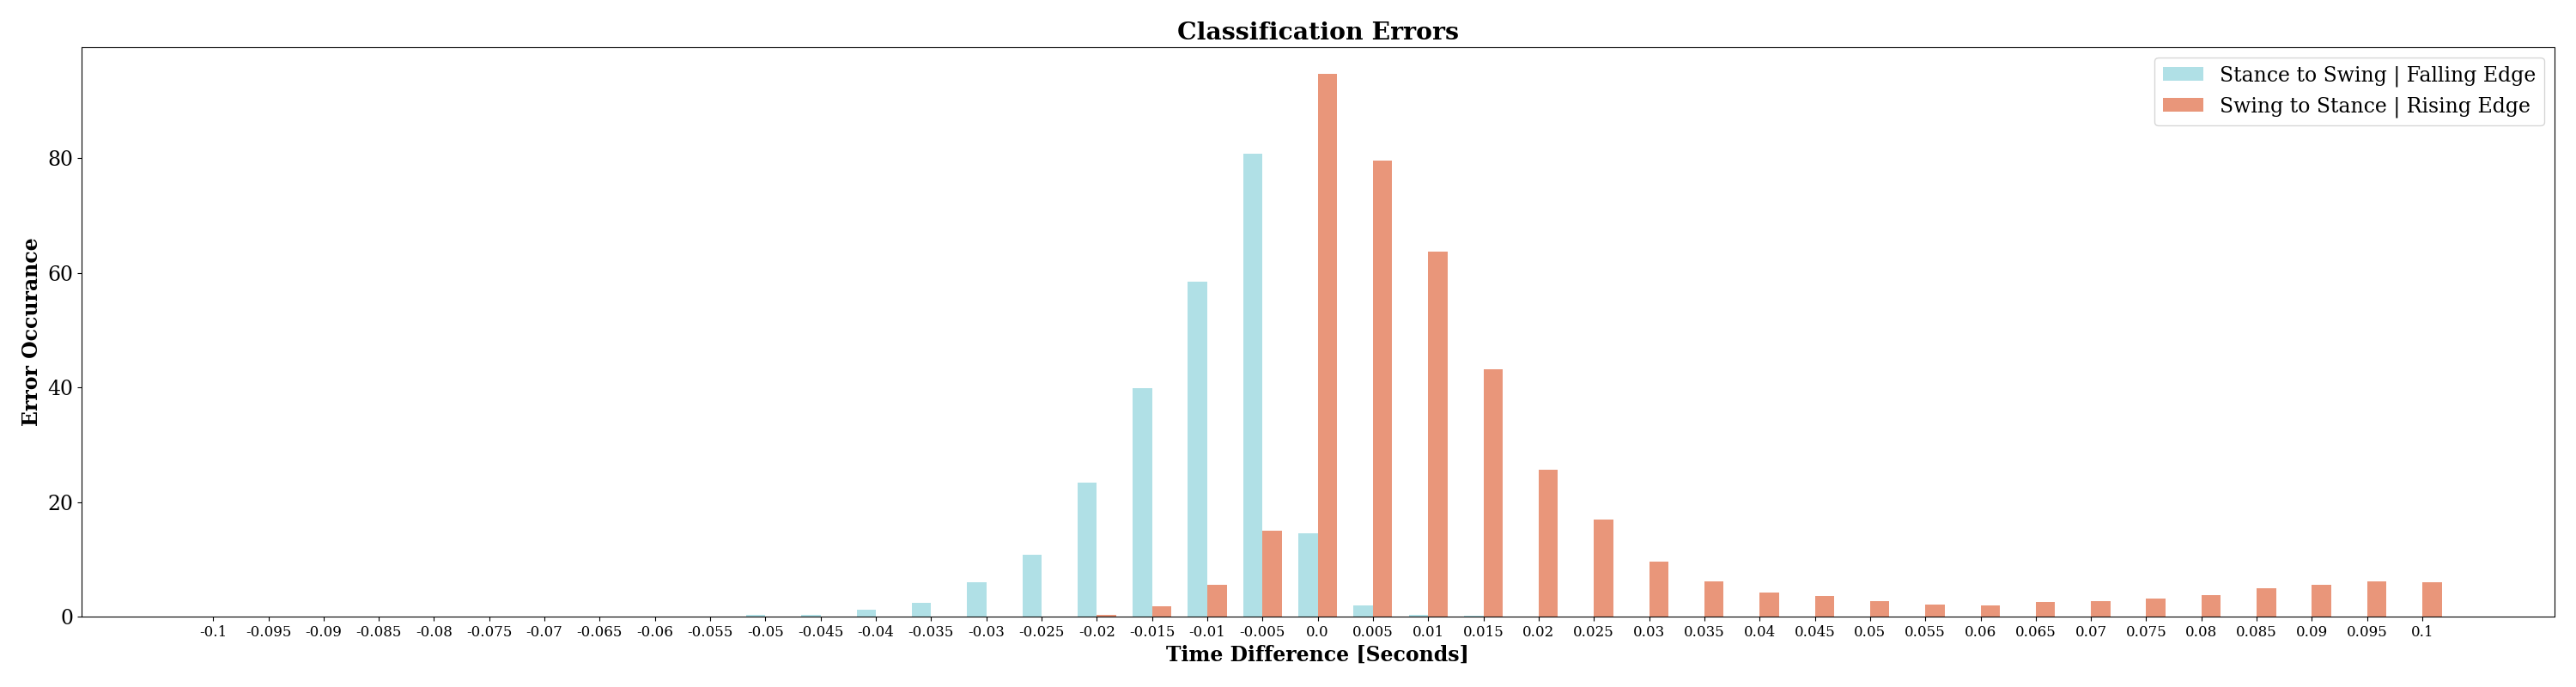 Classification Errors
Stance to Swing | Falling Edge
Swing to Stance | Rising Edge
Error Occurance
80
60
40
20
0
-0.1 -0.095 -0.09 -0.085 -0.08 -0.075 -0.07 -0.065 -0.06 -0.055 -0.05 -0.045 -0.04 -0.035 -0.03 -0.025 -0.02 -0.015 -0.01 -0.005 0.0 0.005 0.01 0.015 0.02 0.025 0.03 0.035 0.04 0.045 0.05 0.055 0.06 0.065 0.07 0.075 0.08 0.085 0.09 0.095 0.1
Time Difference [Seconds]